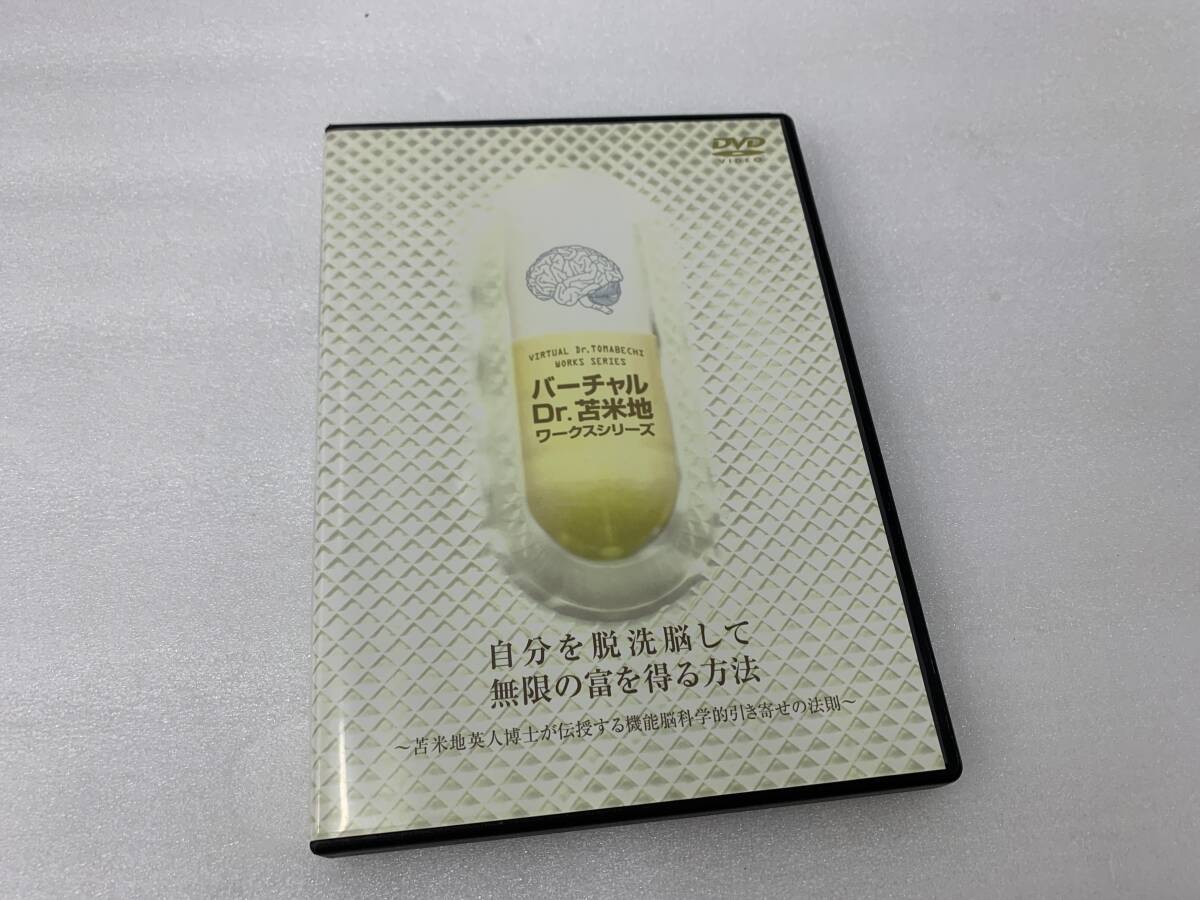 DVD
VIDEO
VIRTUAL Dr.TOMABECHI
WORKS SERIES
バーチャル
Dr.苫米地
ワークスシリーズ
自分を脱洗脳して
無限の富を得る方法
～苫米地英人博士が伝授する機能脳科学的引き寄せの法則～